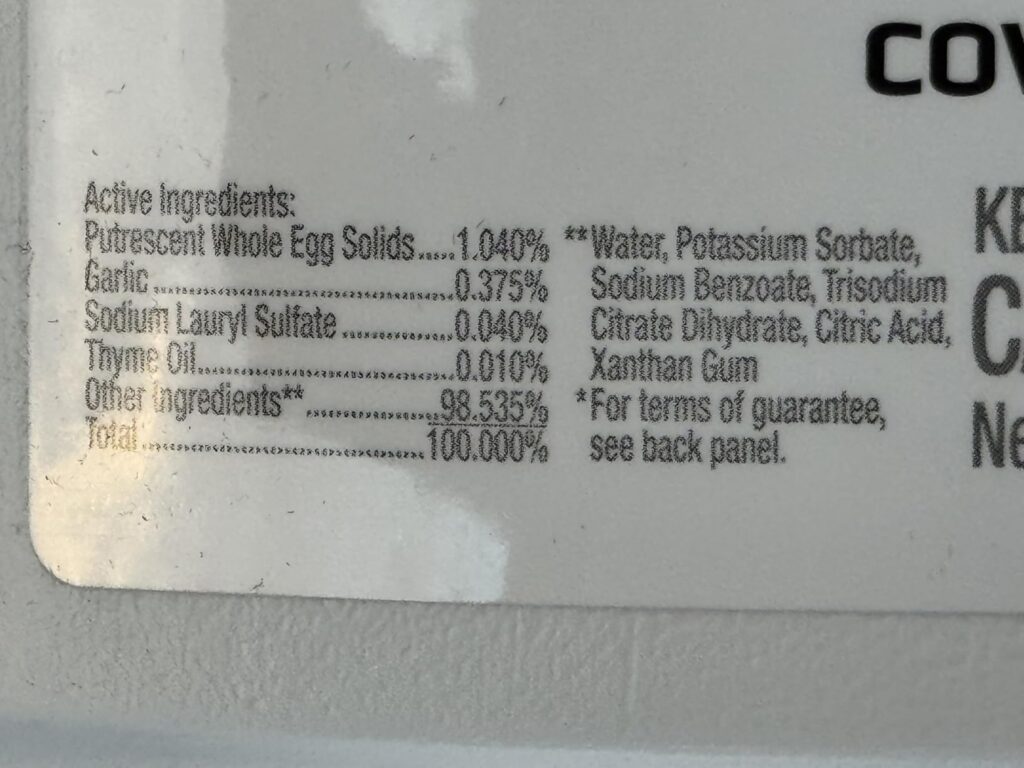 COV
Active Ingredients:
Putrescent Whole Egg Solids.....1.040%
Garlic ..........................................0.375%
Sodium Lauryl Sulfate ................0.040%
Thyme Oil....................................0.010%
Other Ingredients** ...................98.535%
Total ........................................100.000%
**Water, Potassium Sorbate,
Sodium Benzoate, Trisodium
Citrate Dihydrate, Citric Acid,
Xanthan Gum
*For terms of guarantee,
see back panel.
KE
C
Ne